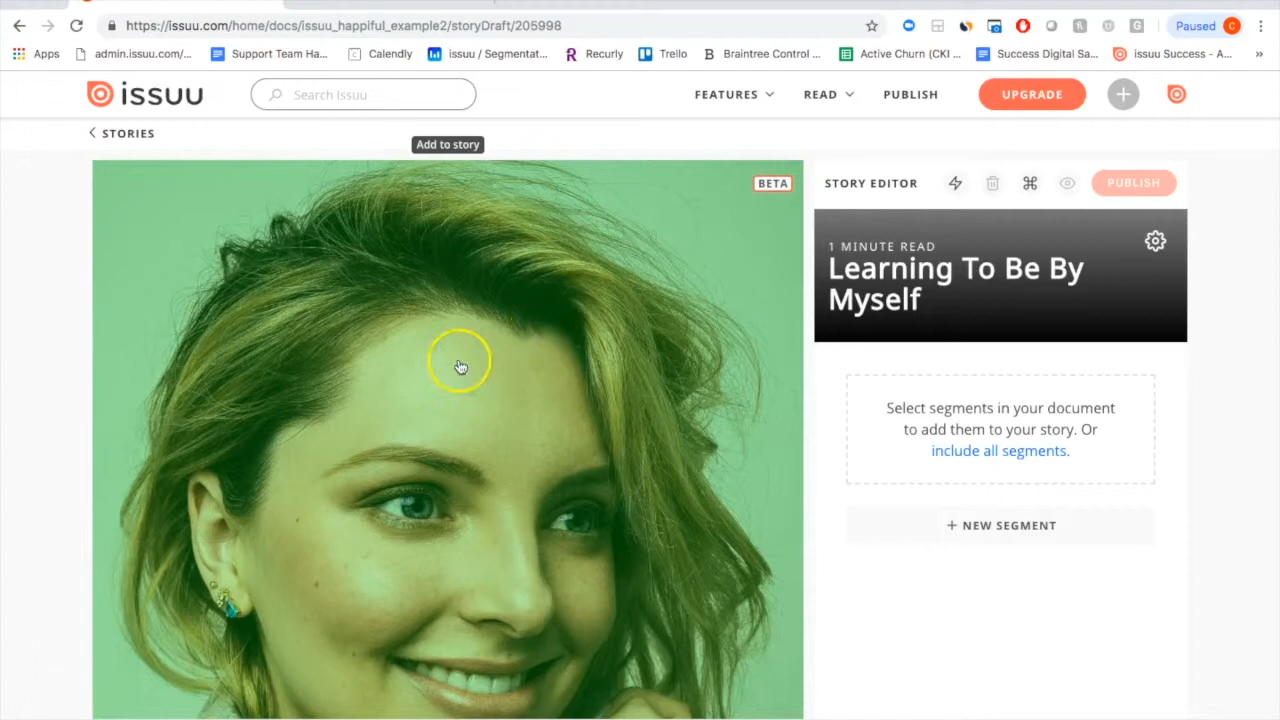 https://issuu.com/home/docs/issuu_happiful_example2/storyDraft/205998
Paused C
Apps admin.issuu.com/... Support Team Ha... Calendly issuu / Segmentat... Recurly Trello Braintree Control ... Active Churn (CKI ... Success Digital Sa... issuu Success - A... »
issuu Search Issuu FEATURES READ PUBLISH UPGRADE
STORIES
Add to story
BETA STORY EDITOR PUBLISH
1 MINUTE READ
Learning To Be By
Myself
Select segments in your document
to add them to your story. Or
include all segments.
+ NEW SEGMENT